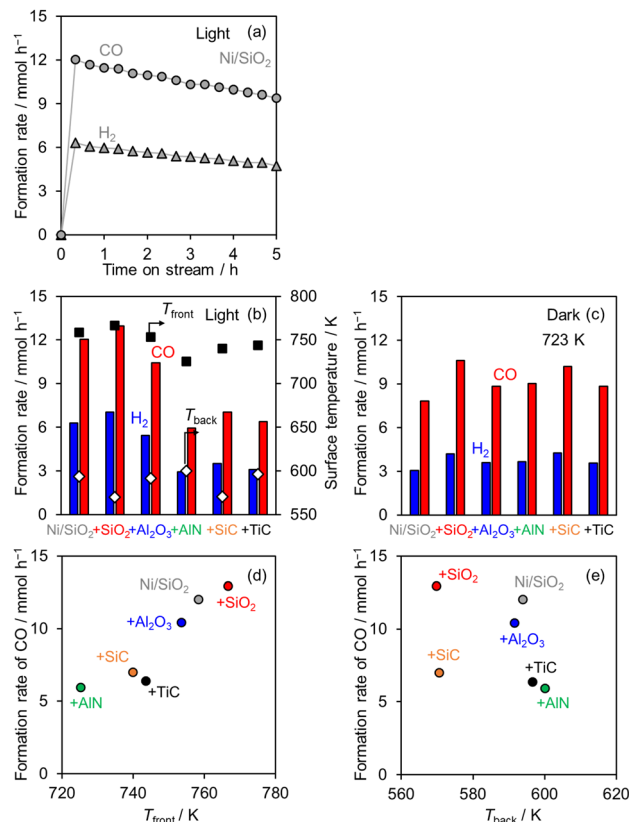 15
12
9
6
3
0
Formation rate / mmol h⁻¹
Light (a)
CO
Ni/SiO₂
H₂
0 1 2 3 4 5
Time on stream / h
15
12
9
6
3
0
Formation rate / mmol h⁻¹
Light (b)
T_front
CO
H₂
T_back
800
750
700
650
600
550
Surface temperature / K
Ni/SiO₂ +SiO₂ +Al₂O₃ +AlN +SiC +TiC
15
12
9
6
3
0
Formation rate / mmol h⁻¹
Dark (c)
723 K
CO
H₂
Ni/SiO₂ +SiO₂ +Al₂O₃ +AlN +SiC +TiC
15
10
5
0
Formation rate of CO / mmol h⁻¹
(d)
Ni/SiO₂
+SiO₂
+Al₂O₃
+SiC
+TiC
+AlN
720 740 760 780
T_front / K
15
10
5
0
Formation rate of CO / mmol h⁻¹
(e)
+SiO₂
Ni/SiO₂
+Al₂O₃
+SiC
+TiC
+AlN
560 580 600 620
T_back / K